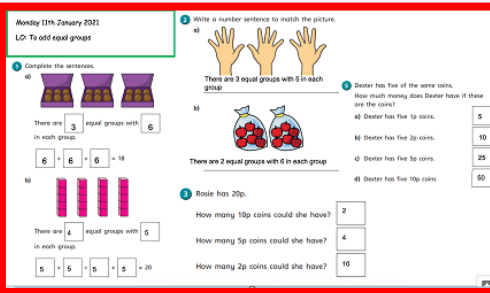 Monday 11th January 2021
LO: To add equal groups
1 Complete the sentences.
a)
There are 3 equal groups with 6
in each group.
6 + 6 + 6 = 18
b)
There are 4 equal groups with 5
in each group.
5 + 5 + 5 + 5 = 20
2 Write a number sentence to match the picture.
a)
There are 3 equal groups with 5 in each
group
b)
There are 2 equal groups with 6 in each group
3 Rosie has 20p.
How many 10p coins could she have? 2
How many 5p coins could she have? 4
How many 2p coins could she have? 10
5 Dexter has five of the same coins.
How much money does Dexter have if these
are the coins?
a) Dexter has five 1p coins. 5
b) Dexter has five 2p coins. 10
c) Dexter has five 5p coins. 25
d) Dexter has five 10p coins 50